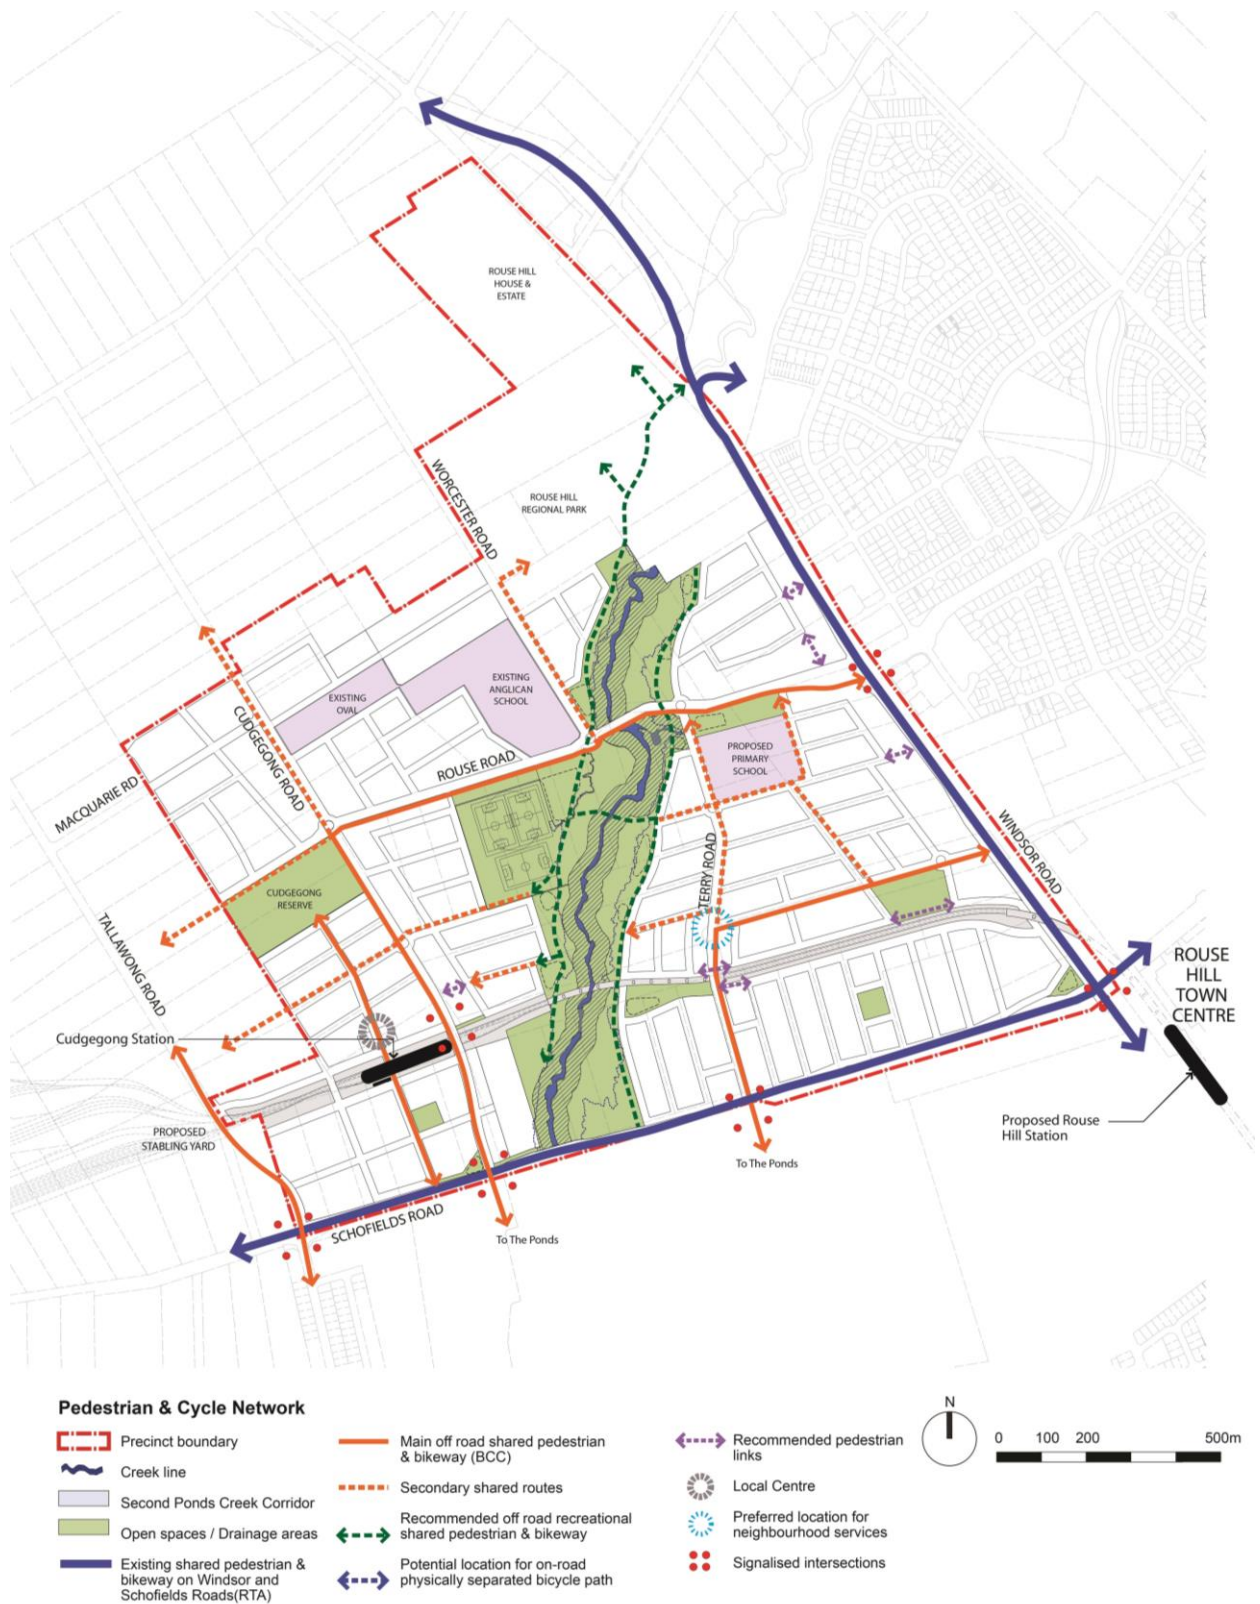 ROUSE HILL
HOUSE &
ESTATE
WORCESTER ROAD
ROUSE HILL
REGIONAL PARK
EXISTING
ANGLICAN
SCHOOL
EXISTING
OVAL
CUDGEGONG ROAD
ROUSE ROAD
PROPOSED
PRIMARY
SCHOOL
MACQUARIE RD
WINDSOR ROAD
TERRY ROAD
CUDGEGONG
RESERVE
TALLAWONG ROAD
ROUSE
HILL
TOWN
CENTRE
Cudgegong Station
PROPOSED
STABLING YARD
Proposed Rouse
Hill Station
To The Ponds
SCHOFIELDS ROAD
To The Ponds
Pedestrian & Cycle Network
Precinct boundary
Creek line
Second Ponds Creek Corridor
Open spaces / Drainage areas
Existing shared pedestrian &
bikeway on Windsor and
Schofields Roads(RTA)
Main off road shared pedestrian
& bikeway (BCC)
Secondary shared routes
Recommended off road recreational
shared pedestrian & bikeway
Potential location for on-road
physically separated bicycle path
Recommended pedestrian
links
Local Centre
Preferred location for
neighbourhood services
Signalised intersections
N
0 100 200 500m